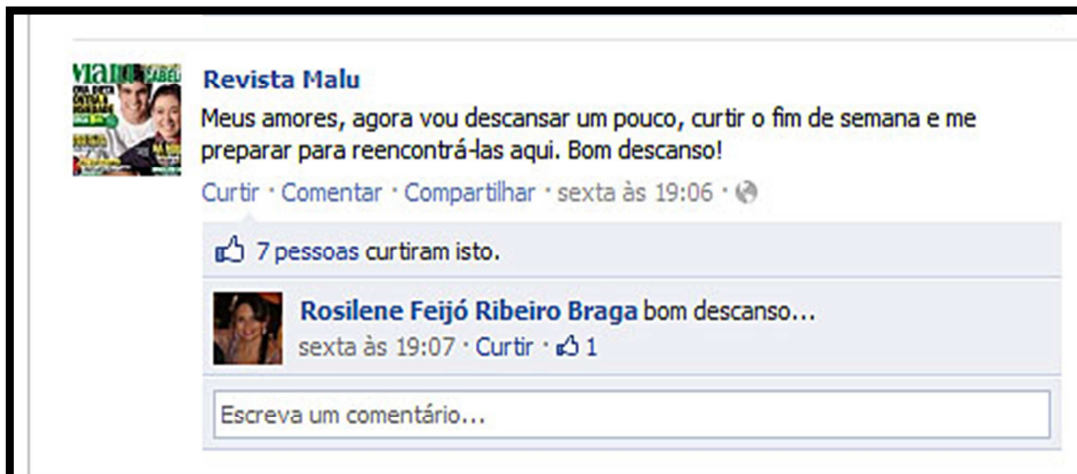 Malu
Revista Malu
Meus amores, agora vou descansar um pouco, curtir o fim de semana e me
preparar para reencontrá-las aqui. Bom descanso!
Curtir · Comentar · Compartilhar · sexta às 19:06 ·
7 pessoas curtiram isto.
Rosilene Feijó Ribeiro Braga bom descanso...
sexta às 19:07 · Curtir · 1
Escreva um comentário...